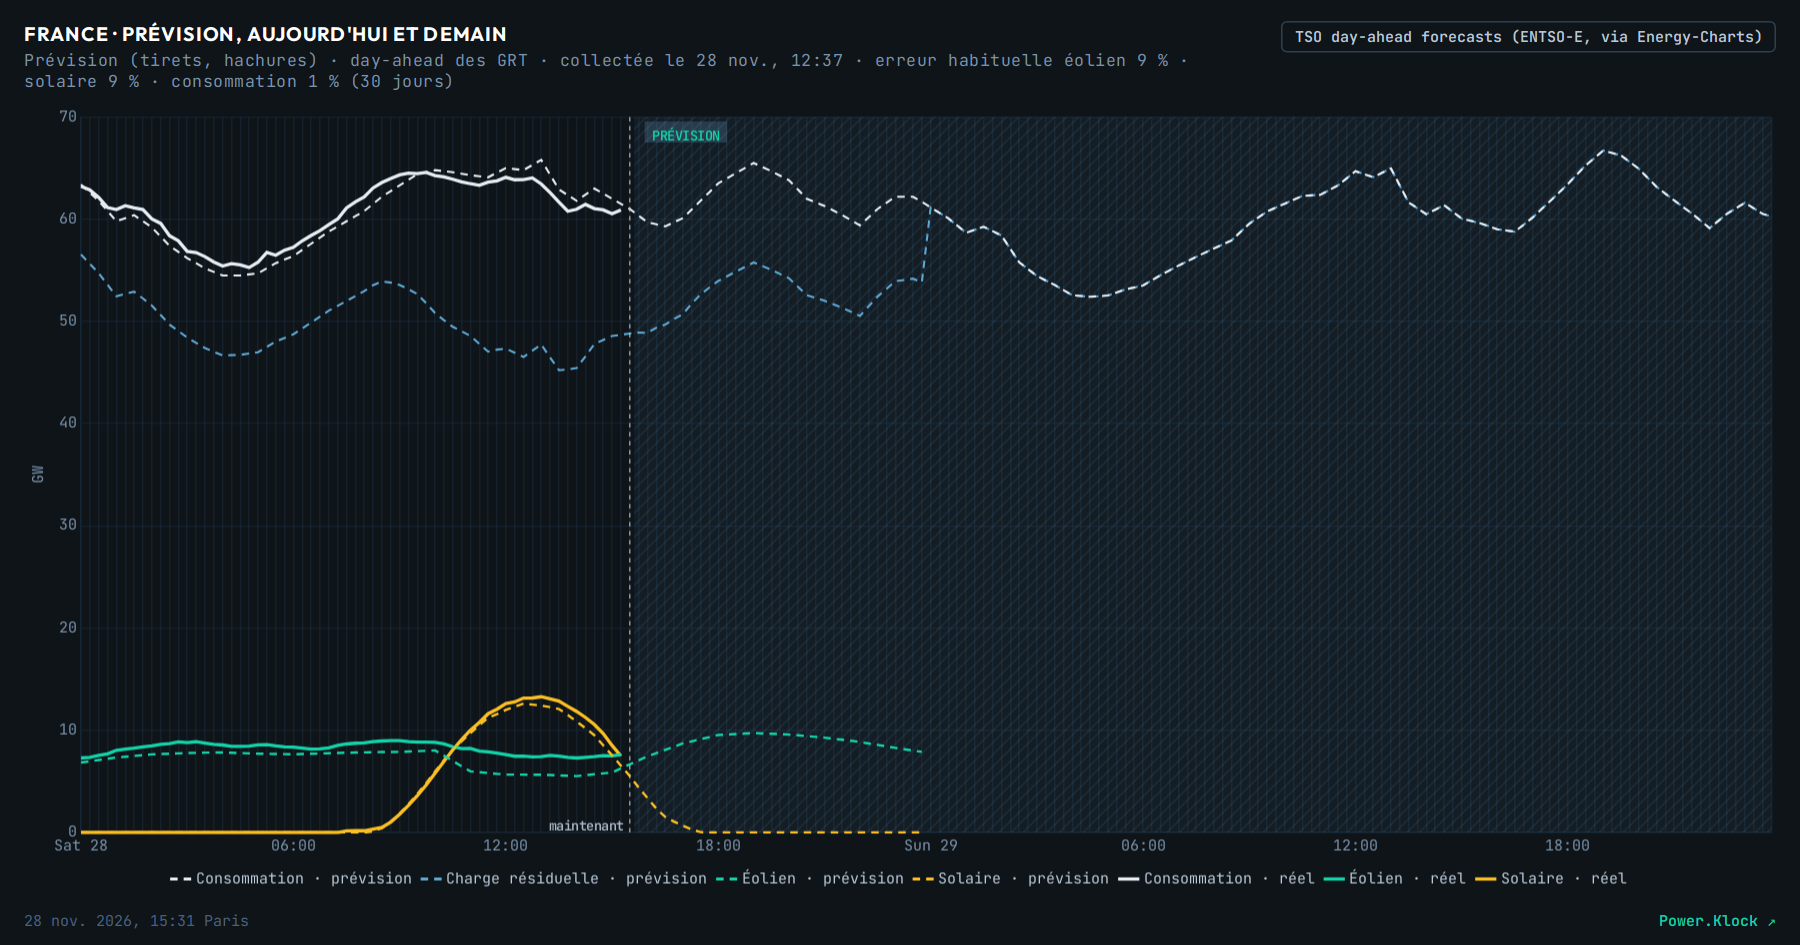 FRANCE · PRÉVISION, AUJOURD'HUI ET DEMAIN
Prévision (tirets, hachures) · day-ahead des GRT · collectée le 28 nov., 12:37 · erreur habituelle éolien 9 % ·
solaire 9 % · consommation 1 % (30 jours)
TSO day-ahead forecasts (ENTSO-E, via Energy-Charts)
70
PRÉVISION
60
50
40
GW
30
20
10
0
maintenant
Sat 28 06:00 12:00 18:00 Sun 29 06:00 12:00 18:00
Consommation · prévision Charge résiduelle · prévision Éolien · prévision Solaire · prévision Consommation · réel Éolien · réel Solaire · réel
28 nov. 2026, 15:31 Paris
Power.Klock ↗